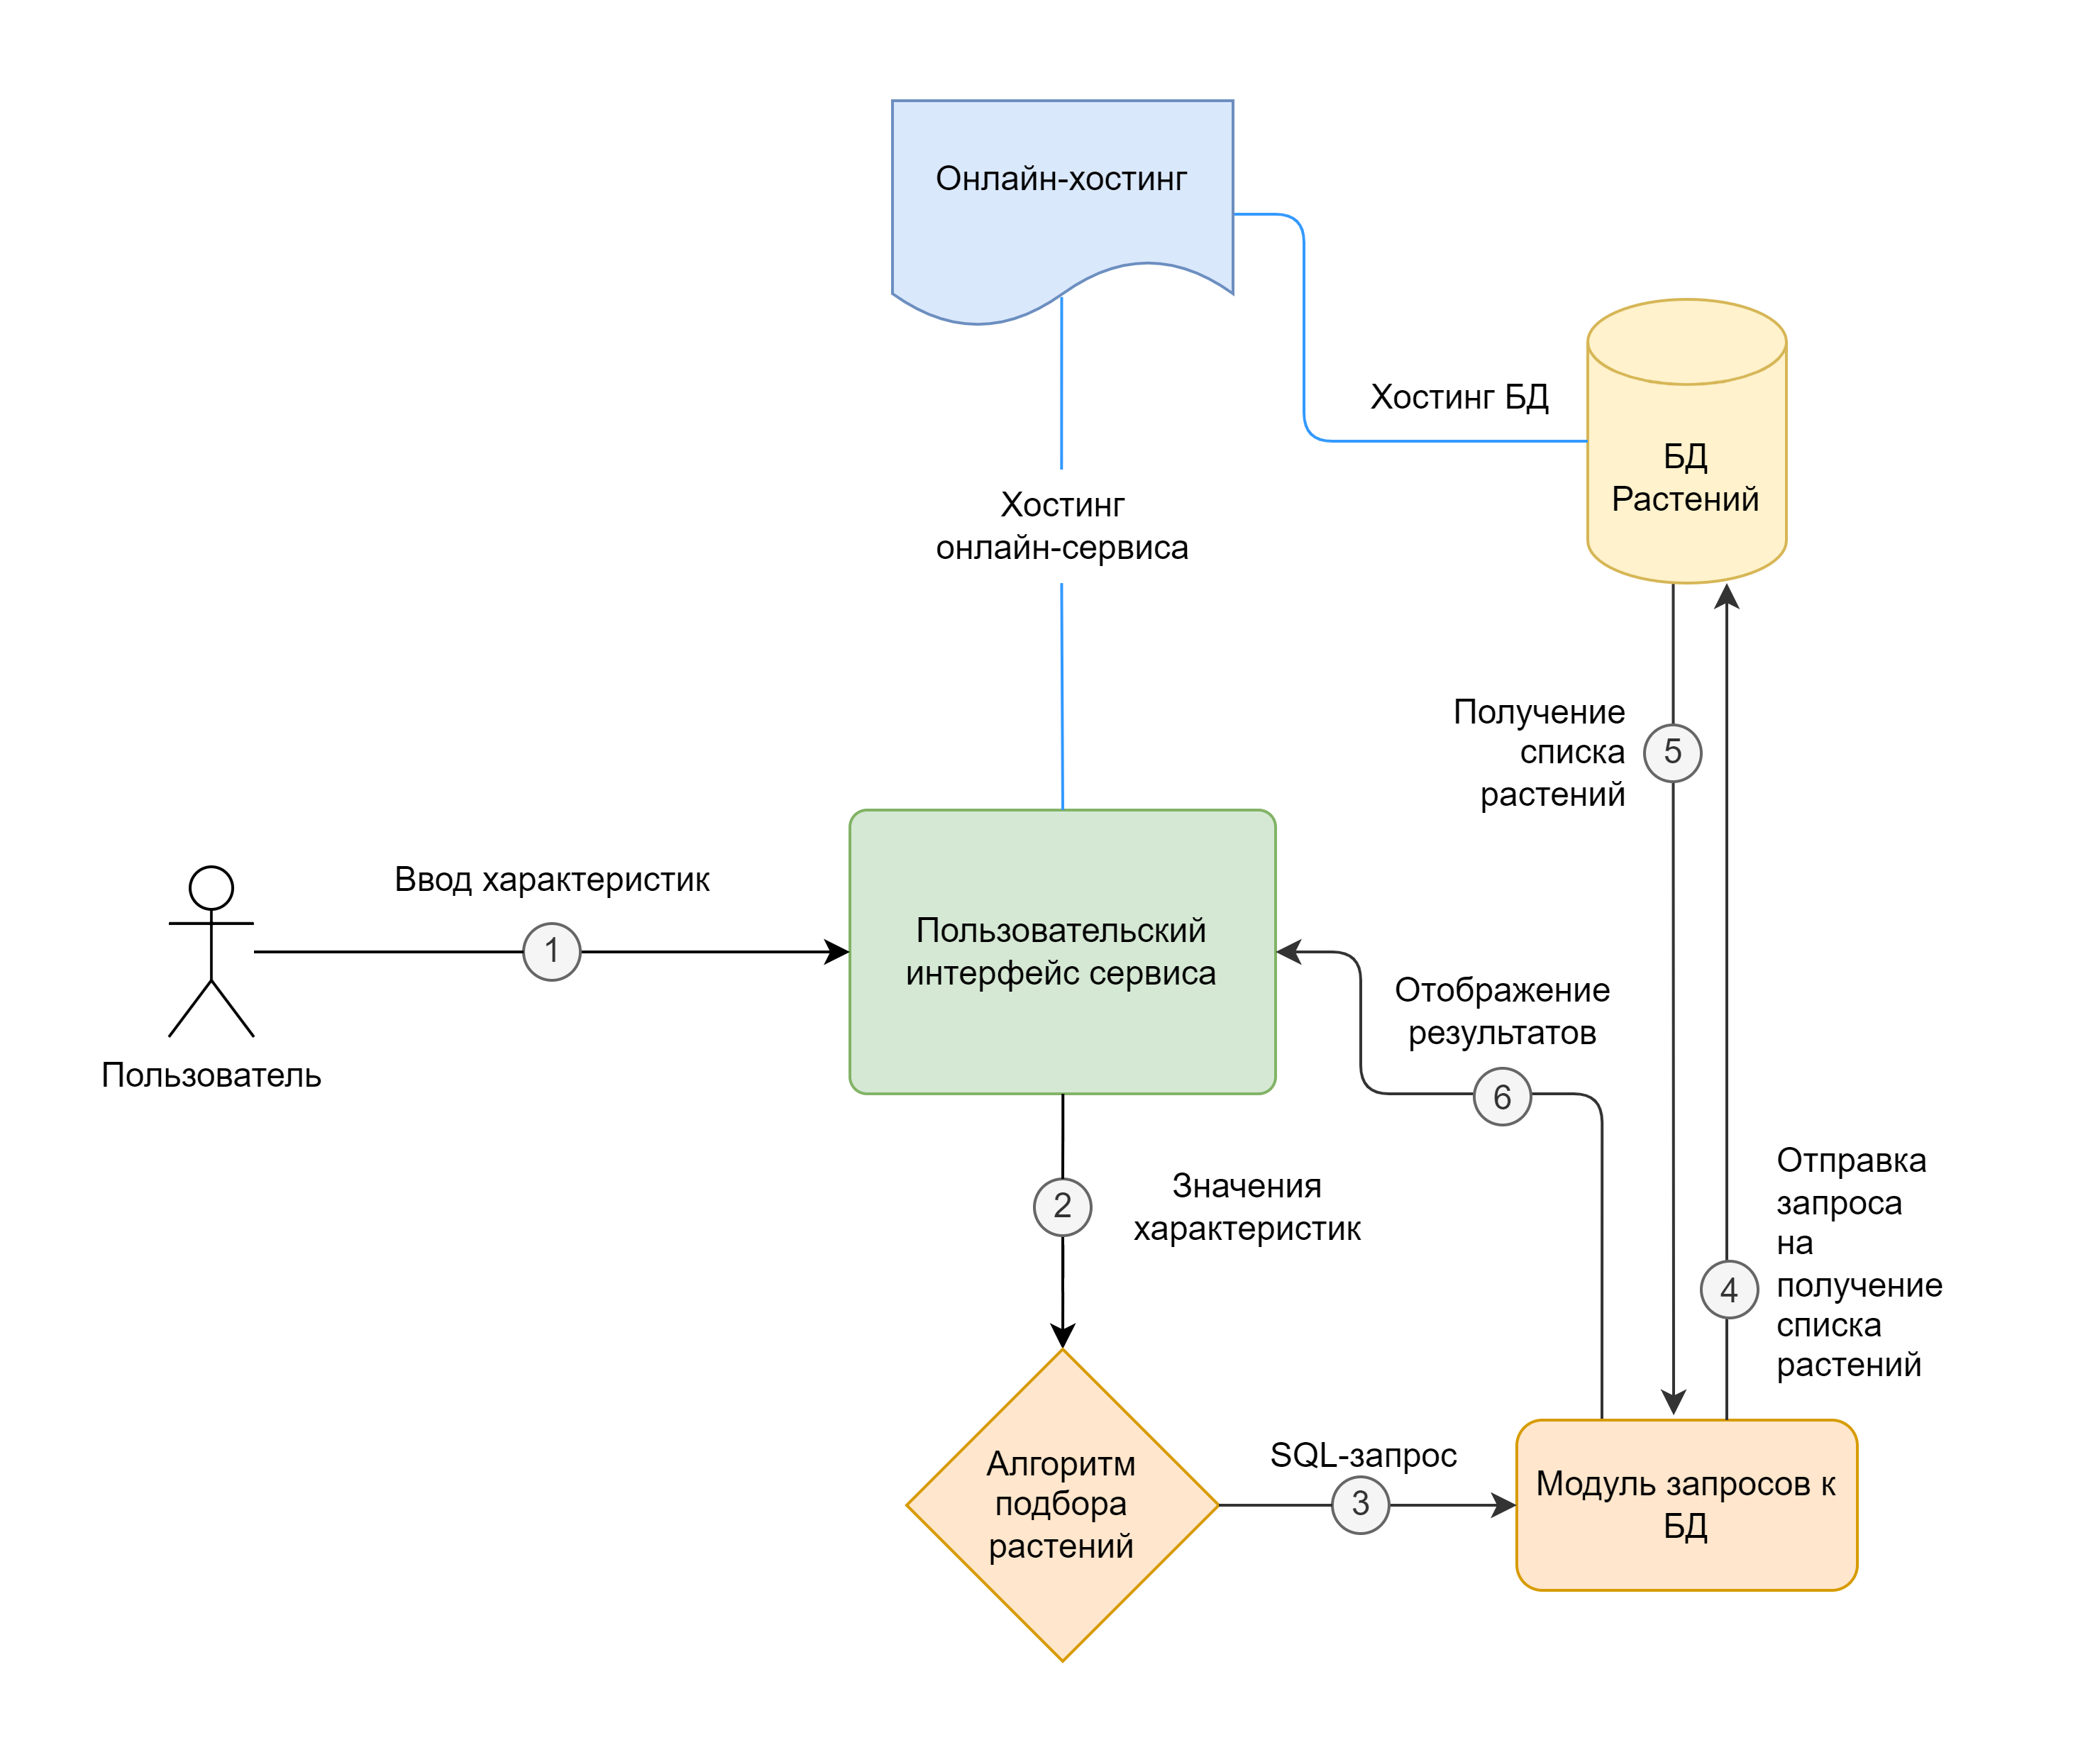 Онлайн-хостинг
Хостинг БД
БД
Растений
Хостинг
онлайн-сервиса
Получение
списка
растений
5
Ввод характеристик
1
Пользователь
Пользовательский
интерфейс сервиса
Отображение
результатов
6
2
Значения
характеристик
Отправка
запроса
на
получение
списка
растений
4
Алгоритм
подбора
растений
SQL-запрос
3
Модуль запросов к
БД